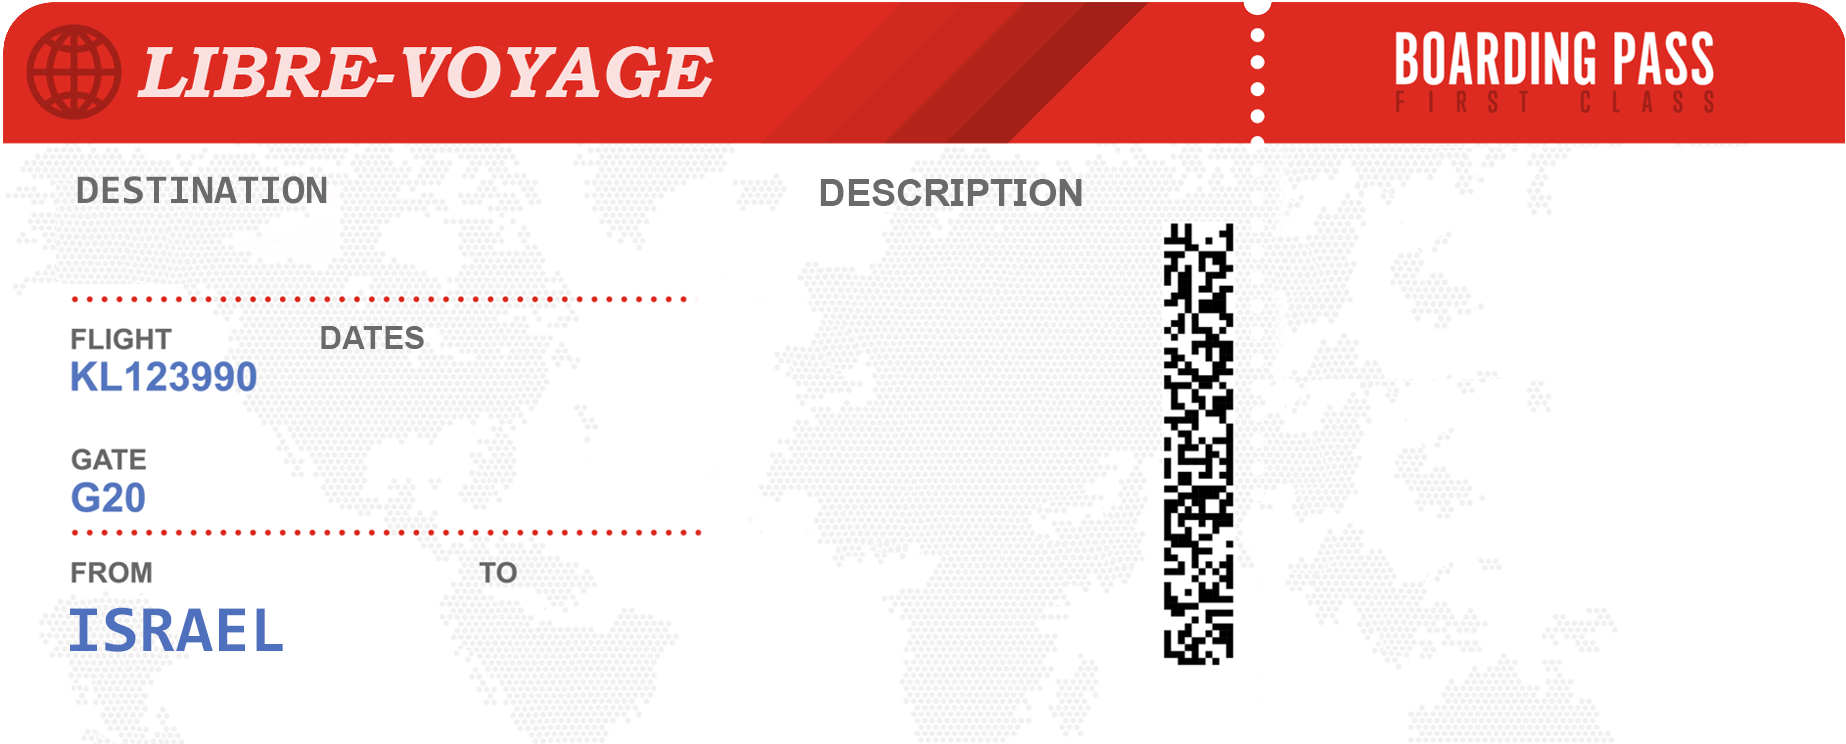 LIBRE-VOYAGE
BOARDING PASS
FIRST CLASS
DESTINATION
DESCRIPTION
FLIGHT
DATES
KL123990
GATE
G20
FROM
TO
ISRAEL